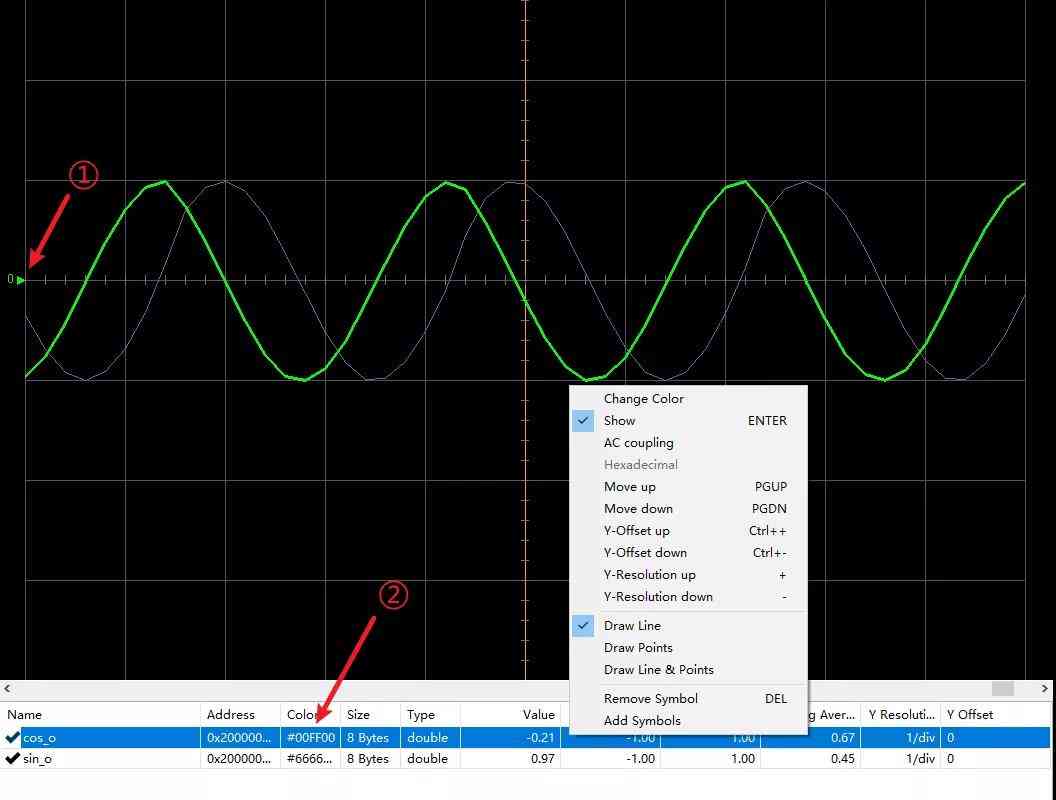 ①
0
Change Color
Show ENTER
AC coupling
Hexadecimal
Move up PGUP
Move down PGDN
Y-Offset up Ctrl++
Y-Offset down Ctrl+-
Y-Resolution up +
Y-Resolution down -
②
Draw Line
Draw Points
Draw Line & Points
Remove Symbol DEL
Add Symbols
Name Address Color Size Type Value g Aver... Y Resoluti... Y Offset
cos_o 0x200000... #00FF00 8 Bytes double -0.21 -1.00 1.00 0.67 1/div 0
sin_o 0x200000... #6666... 8 Bytes double 0.97 -1.00 1.00 0.45 1/div 0